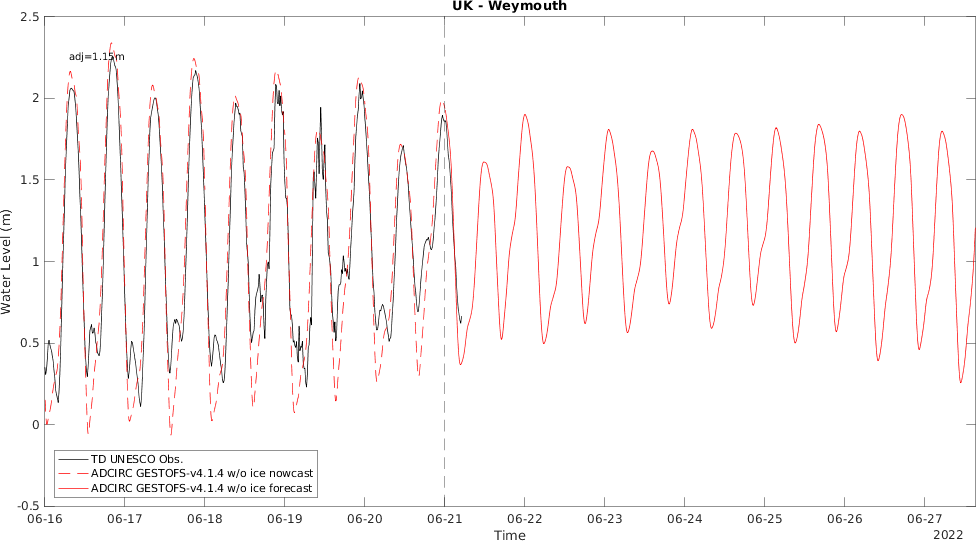 UK - Weymouth
2.5
adj=1.15m
2
1.5
1
0.5
0
-0.5
Water Level (m)
TD UNESCO Obs.
ADCIRC GESTOFS-v4.1.4 w/o ice nowcast
ADCIRC GESTOFS-v4.1.4 w/o ice forecast
06-16 06-17 06-18 06-19 06-20 06-21 06-22 06-23 06-24 06-25 06-26 06-27
Time
2022